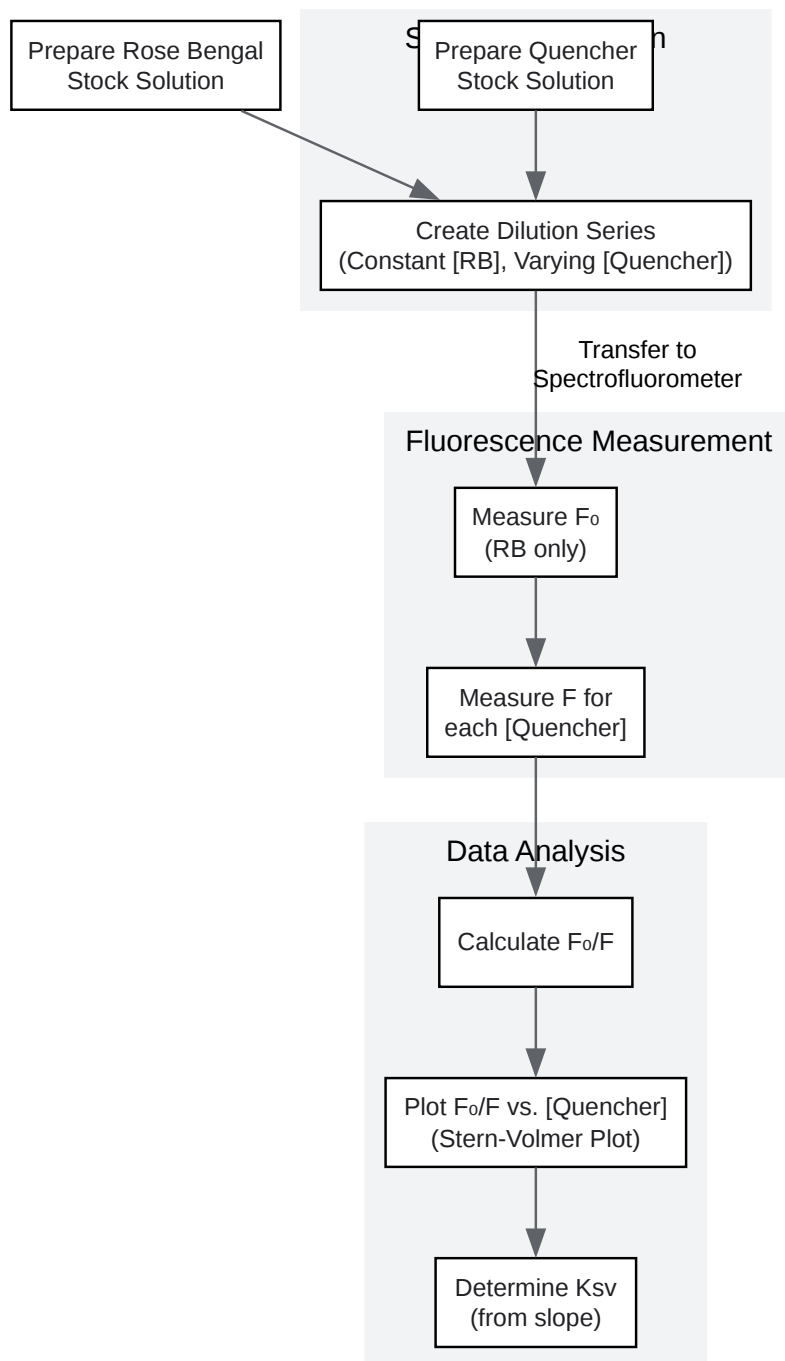 Prepare Rose Bengal
Stock Solution
Prepare Quencher
Stock Solution
Create Dilution Series
(Constant [RB], Varying [Quencher])
Transfer to
Spectrofluorometer
Fluorescence Measurement
Measure F₀
(RB only)
Measure F for
each [Quencher]
Data Analysis
Calculate F₀/F
Plot F₀/F vs. [Quencher]
(Stern-Volmer Plot)
Determine Ksv
(from slope)